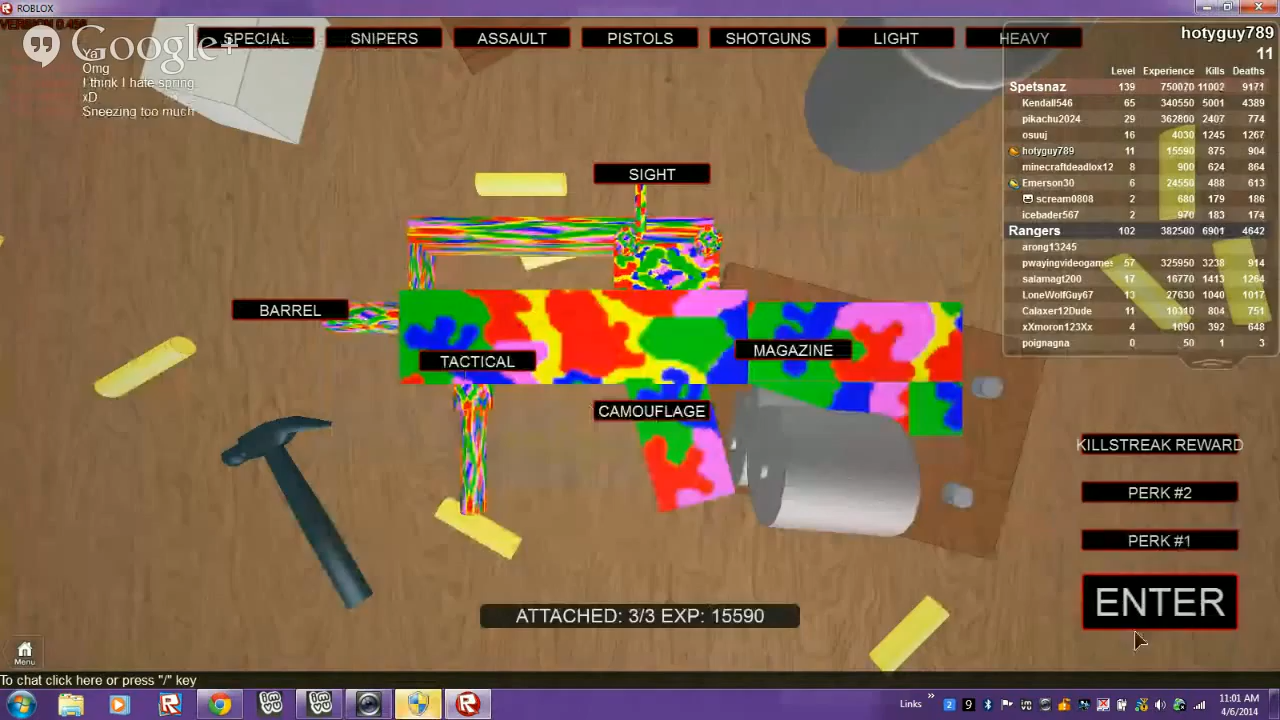 ROBLOX
VERSION 0.459
Google+
SPECIAL
SNIPERS
ASSAULT
PISTOLS
SHOTGUNS
LIGHT
HEAVY
Ya
Omg
I think I hate spring.
xD
Sneezing too much
hotyguy789
11
Level Experience Kills Deaths
Spetsnaz 139 750070 11002 9171
Kendall546 65 340550 5001 4389
pikachu2024 29 362800 2407 774
osuuj 16 4030 1245 1267
hotyguy789 11 15590 875 904
minecraftdeadlox12 8 900 624 864
Emerson30 6 24550 488 613
scream0808 2 680 179 186
icebader567 2 970 183 174
Rangers 102 382500 6901 4642
arong13245
pwayingvideogames 57 325950 3238 914
salamagt200 17 16770 1413 1264
LoneWolfGuy67 13 27630 1040 1017
Calaxer12Dude 11 10310 804 751
xXmoron123Xx 4 1090 392 648
poignagna 0 50 1 3
SIGHT
BARREL
TACTICAL
MAGAZINE
CAMOUFLAGE
KILLSTREAK REWARD
PERK #2
PERK #1
ENTER
ATTACHED: 3/3 EXP: 15590
Menu
To chat click here or press "/" key
Links
11:01 AM
4/6/2014